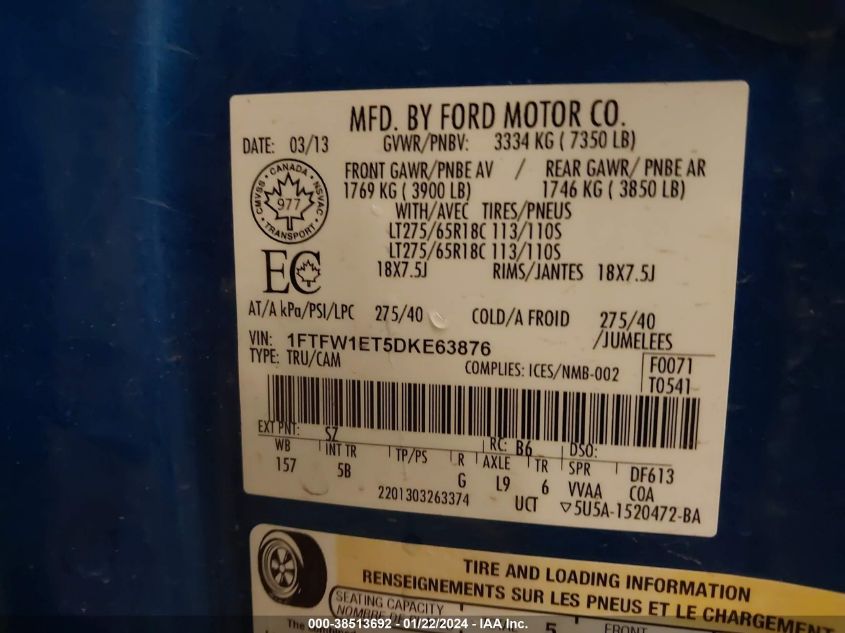 MFD. BY FORD MOTOR CO.
DATE: 03/13 GVWR/PNBV: 3334 KG ( 7350 LB)
FRONT GAWR/PNBE AV / REAR GAWR/ PNBE AR
1769 KG ( 3900 LB) 1746 KG ( 3850 LB)
CANADA
CMVSS NSVAC
977
TRANSPORT
WITH/AVEC TIRES/PNEUS
LT275/65R18C 113/110S
LT275/65R18C 113/110S
18X7.5J RIMS/JANTES 18X7.5J
EC
AT/A kPa/PSI/LPC 275/40 COLD/A FROID 275/40
/JUMELEES
VIN: 1FTFW1ET5DKE63876
TYPE: TRU/CAM COMPLIES: ICES/NMB-002 F0071
T0541
EXT PNT: SZ RC: B6 DSO:
WB INT TR TP/PS R AXLE TR SPR DF613
157 5B G L9 6 VVAA COA
2201303263374 UCT ▽5U5A-1520472-BA
TIRE AND LOADING INFORMATION
RENSEIGNEMENTS SUR LES PNEUS ET LE CHARGEMENT
SEATING CAPACITY
5 FRONT
000-38513692 - 01/22/2024 - IAA Inc.